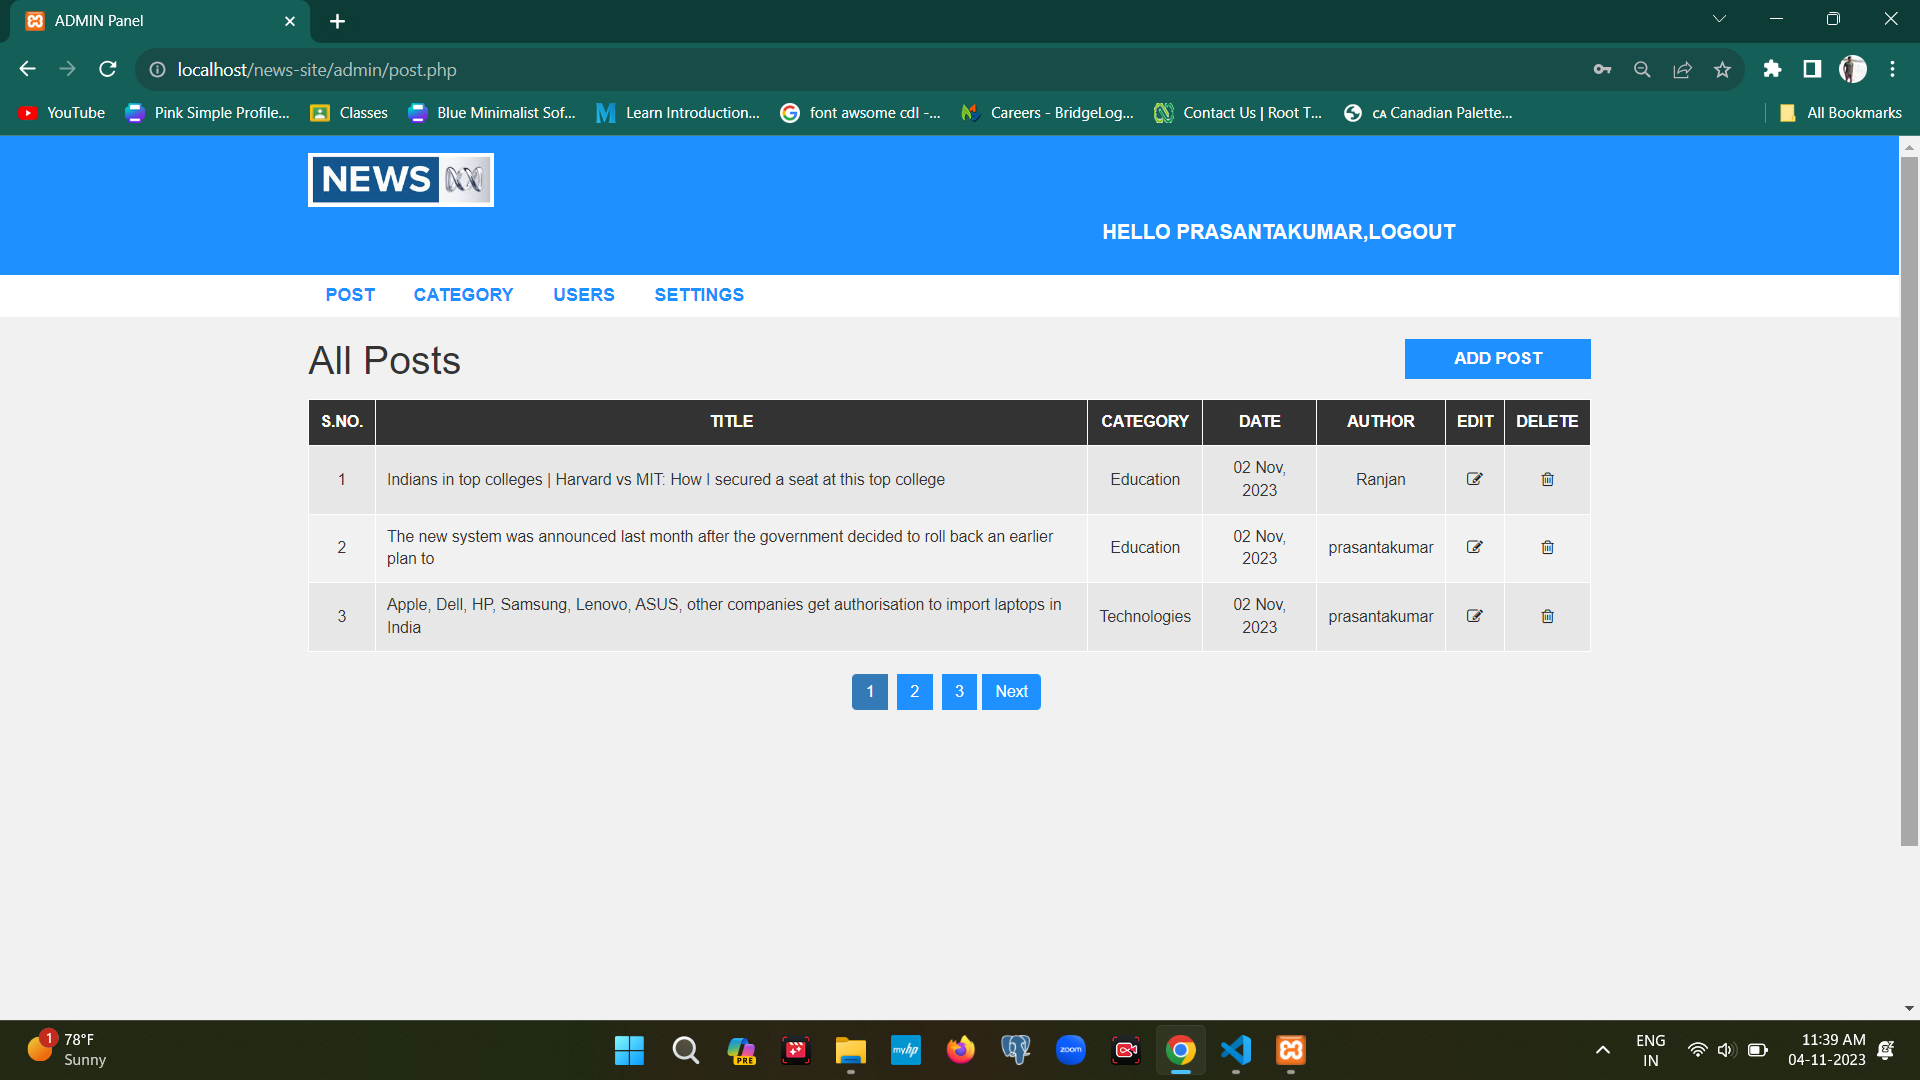 ADMIN Panel
localhost/news-site/admin/post.php
YouTube
Pink Simple Profile...
Classes
Blue Minimalist Sof...
Learn Introduction...
font awsome cdl -...
Careers - BridgeLog...
Contact Us | Root T...
CA Canadian Palette...
All Bookmarks
NEWS
HELLO PRASANTAKUMAR,LOGOUT
POST CATEGORY USERS SETTINGS
All Posts
ADD POST
S.NO. TITLE CATEGORY DATE AUTHOR EDIT DELETE
1 Indians in top colleges | Harvard vs MIT: How I secured a seat at this top college Education 02 Nov, Ranjan
2023
2 The new system was announced last month after the government decided to roll back an earlier Education 02 Nov, prasantakumar
plan to 2023
3 Apple, Dell, HP, Samsung, Lenovo, ASUS, other companies get authorisation to import laptops in Technologies 02 Nov, prasantakumar
India 2023
1 2 3 Next
1
78°F
Sunny
PRE
myhp
zoom
ENG
IN
11:39 AM
04-11-2023